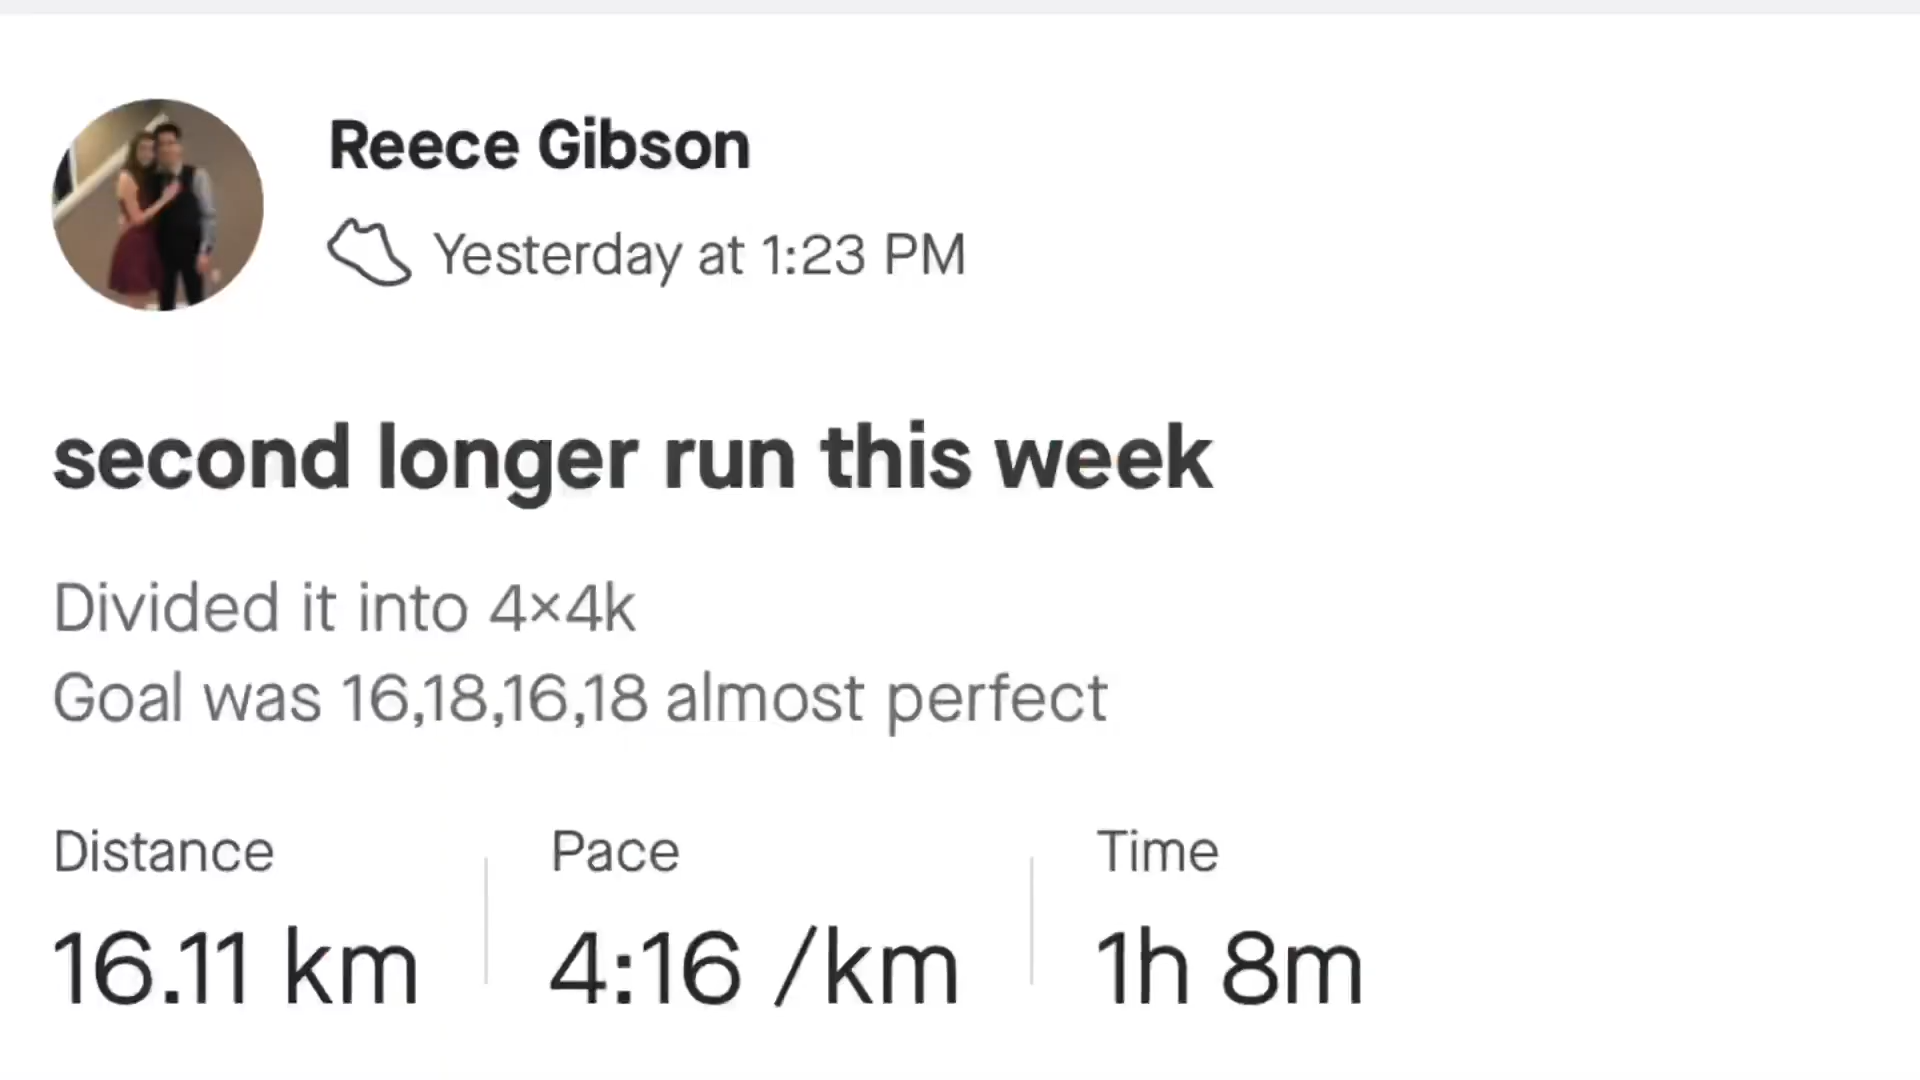 Reece Gibson
Yesterday at 1:23 PM
second longer run this week
Divided it into 4×4k
Goal was 16,18,16,18 almost perfect
Distance Pace Time
16.11 km 4:16 /km 1h 8m